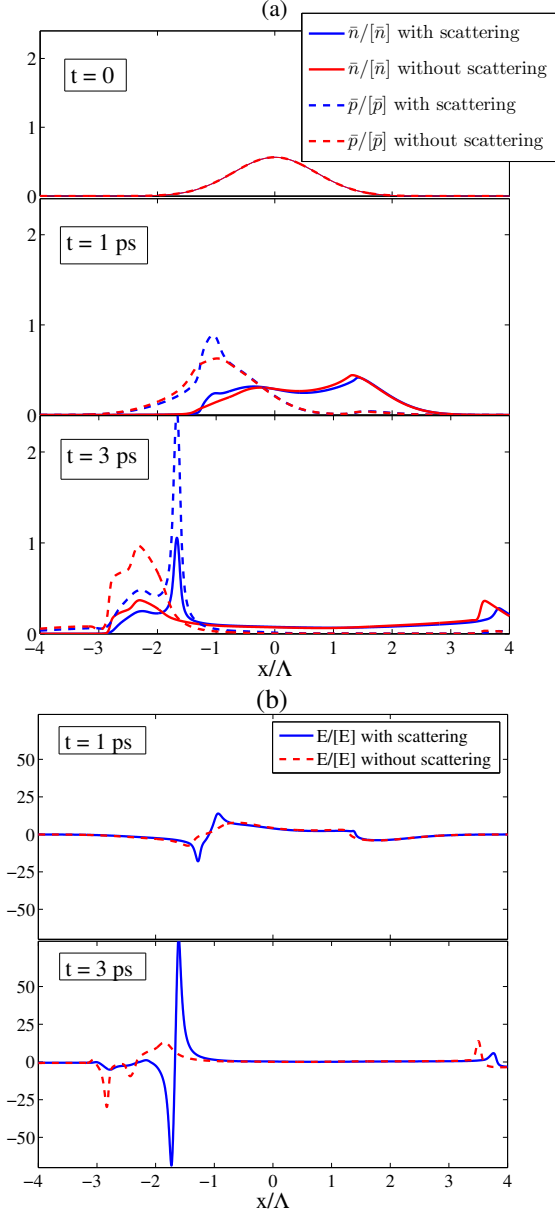 (a)
n̄/[n̄] with scattering
n̄/[n̄] without scattering
p̄/[p̄] with scattering
p̄/[p̄] without scattering
t = 0
2
1
0
t = 1 ps
2
1
0
t = 3 ps
2
1
0
−4 −3 −2 −1 0 1 2 3 4
x/Λ
(b)
t = 1 ps
E/[E] with scattering
E/[E] without scattering
50
25
0
−25
−50
t = 3 ps
50
25
0
−25
−50
−4 −3 −2 −1 0 1 2 3 4
x/Λ